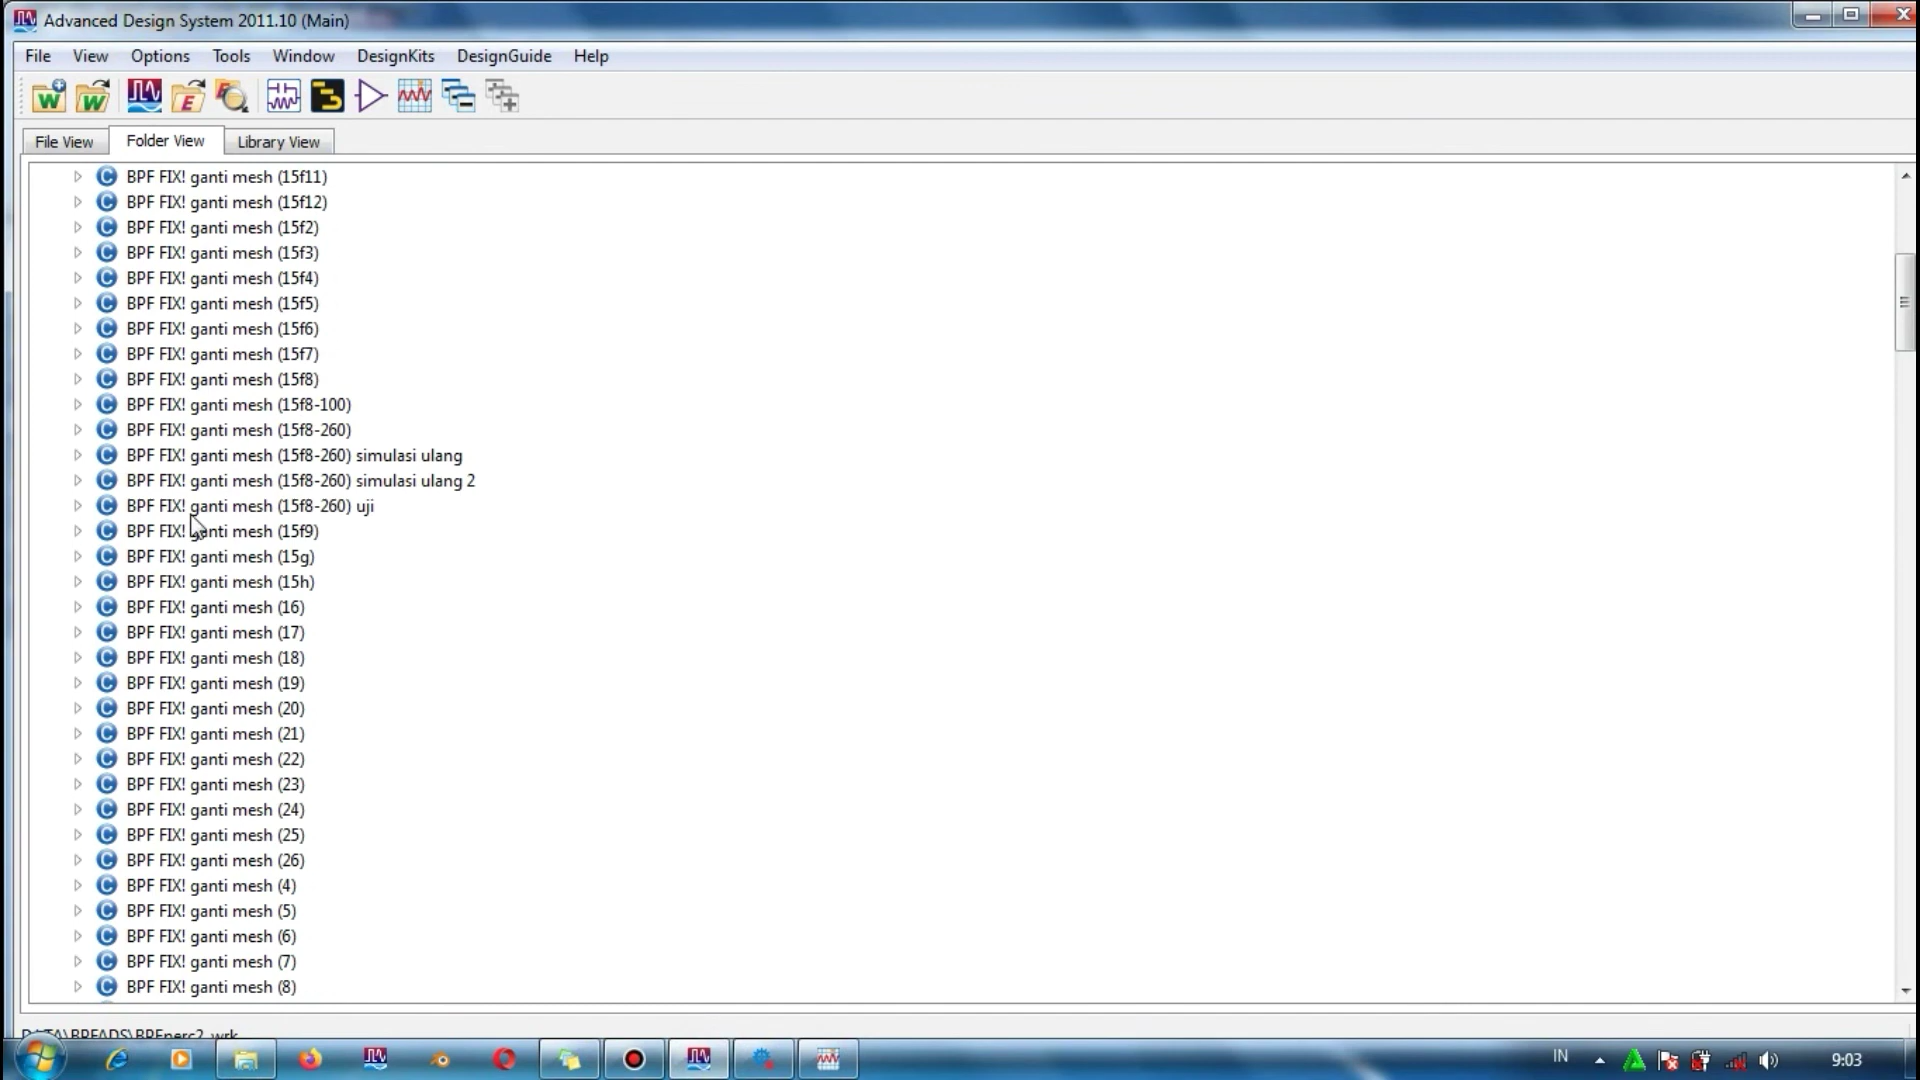 Advanced Design System 2011.10 (Main)
File View Options Tools Window DesignKits DesignGuide Help
File View Folder View Library View
BPF FIX! ganti mesh (15f11)
BPF FIX! ganti mesh (15f12)
BPF FIX! ganti mesh (15f2)
BPF FIX! ganti mesh (15f3)
BPF FIX! ganti mesh (15f4)
BPF FIX! ganti mesh (15f5)
BPF FIX! ganti mesh (15f6)
BPF FIX! ganti mesh (15f7)
BPF FIX! ganti mesh (15f8)
BPF FIX! ganti mesh (15f8-100)
BPF FIX! ganti mesh (15f8-260)
BPF FIX! ganti mesh (15f8-260) simulasi ulang
BPF FIX! ganti mesh (15f8-260) simulasi ulang 2
BPF FIX! ganti mesh (15f8-260) uji
BPF FIX! ganti mesh (15f9)
BPF FIX! ganti mesh (15g)
BPF FIX! ganti mesh (15h)
BPF FIX! ganti mesh (16)
BPF FIX! ganti mesh (17)
BPF FIX! ganti mesh (18)
BPF FIX! ganti mesh (19)
BPF FIX! ganti mesh (20)
BPF FIX! ganti mesh (21)
BPF FIX! ganti mesh (22)
BPF FIX! ganti mesh (23)
BPF FIX! ganti mesh (24)
BPF FIX! ganti mesh (25)
BPF FIX! ganti mesh (26)
BPF FIX! ganti mesh (4)
BPF FIX! ganti mesh (5)
BPF FIX! ganti mesh (6)
BPF FIX! ganti mesh (7)
BPF FIX! ganti mesh (8)
IN 9:03